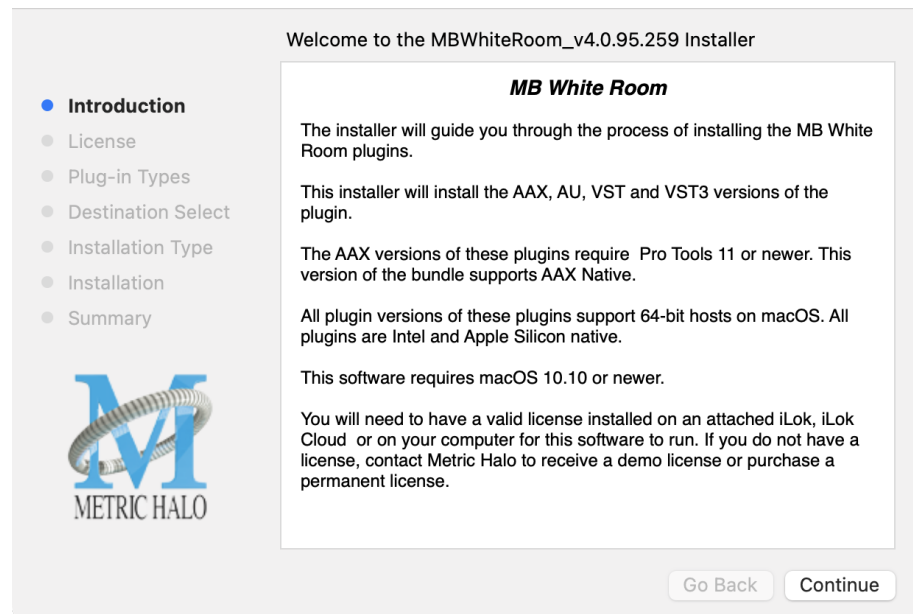 Welcome to the MBWhiteRoom_v4.0.95.259 Installer
Introduction
License
Plug-in Types
Destination Select
Installation Type
Installation
Summary
METRIC HALO
MB White Room
The installer will guide you through the process of installing the MB White
Room plugins.
This installer will install the AAX, AU, VST and VST3 versions of the
plugin.
The AAX versions of these plugins require  Pro Tools 11 or newer. This
version of the bundle supports AAX Native.
All plugin versions of these plugins support 64-bit hosts on macOS. All
plugins are Intel and Apple Silicon native.
This software requires macOS 10.10 or newer.
You will need to have a valid license installed on an attached iLok, iLok
Cloud  or on your computer for this software to run. If you do not have a
license, contact Metric Halo to receive a demo license or purchase a
permanent license.
Go Back
Continue